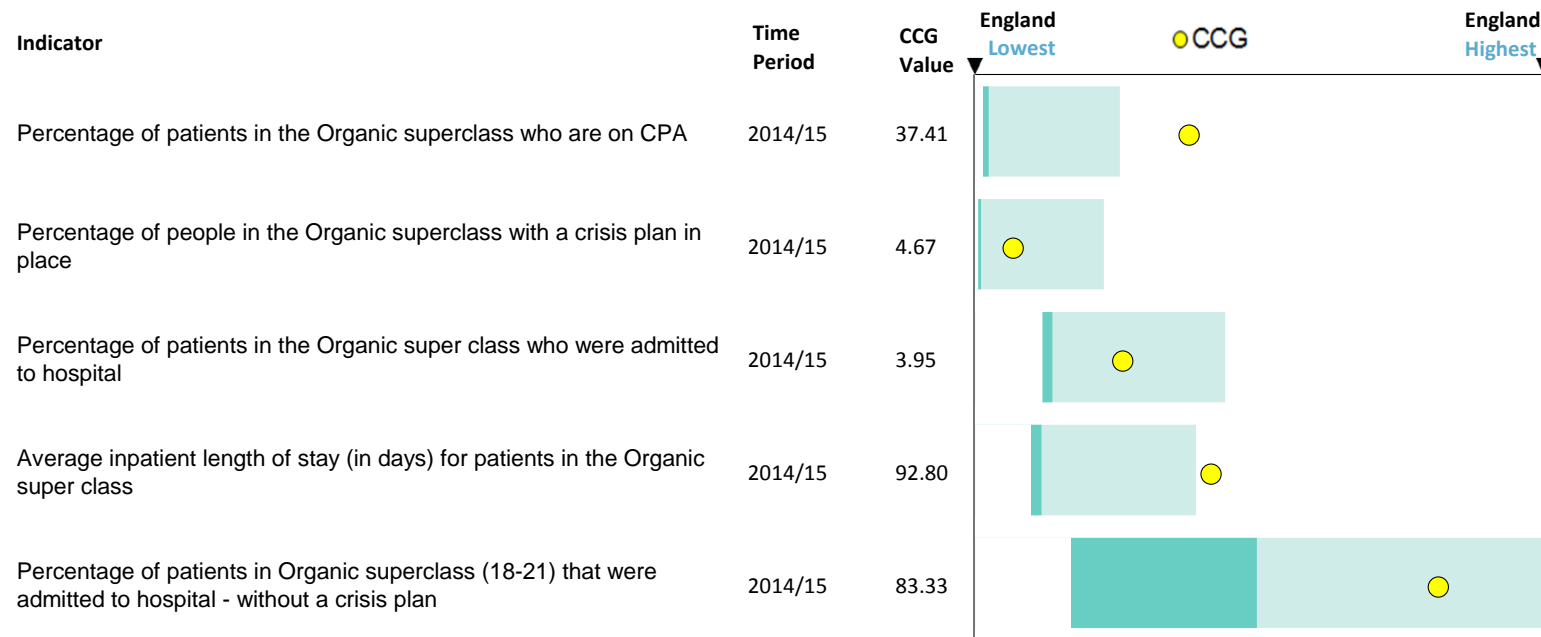 Indicator
Time
Period
CCG
Value
England
Lowest
CCG
England
Highest
Percentage of patients in the Organic superclass who are on CPA
2014/15
37.41
Percentage of people in the Organic superclass with a crisis plan in
place
2014/15
4.67
Percentage of patients in the Organic super class who were admitted
to hospital
2014/15
3.95
Average inpatient length of stay (in days) for patients in the Organic
super class
2014/15
92.80
Percentage of patients in Organic superclass (18-21) that were
admitted to hospital - without a crisis plan
2014/15
83.33